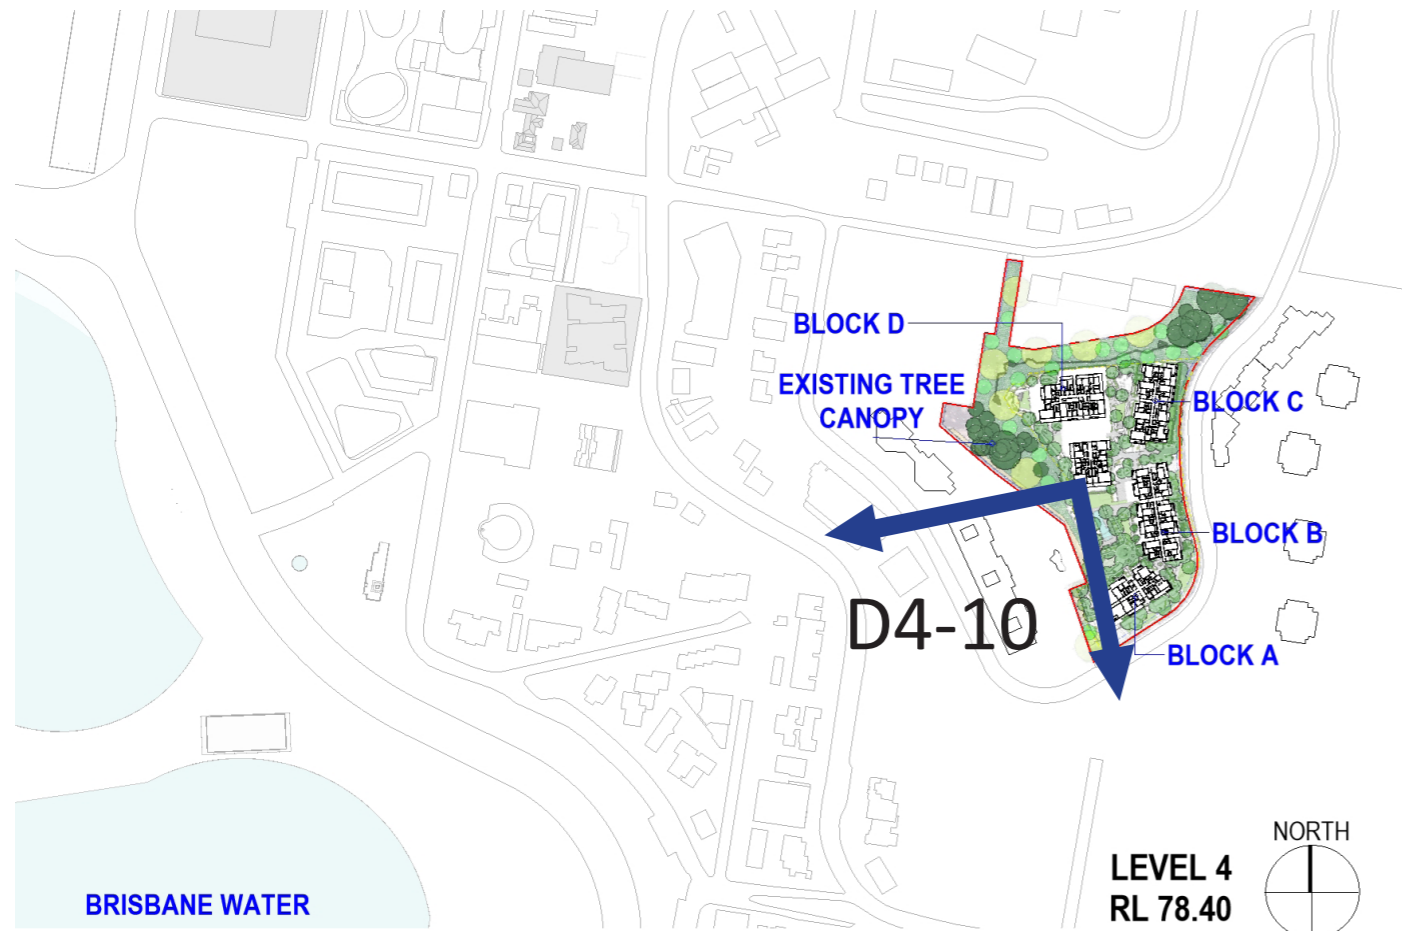 BLOCK D
EXISTING TREE
CANOPY
BLOCK C
BLOCK B
D4-10
BLOCK A
NORTH
LEVEL 4
RL 78.40
BRISBANE WATER